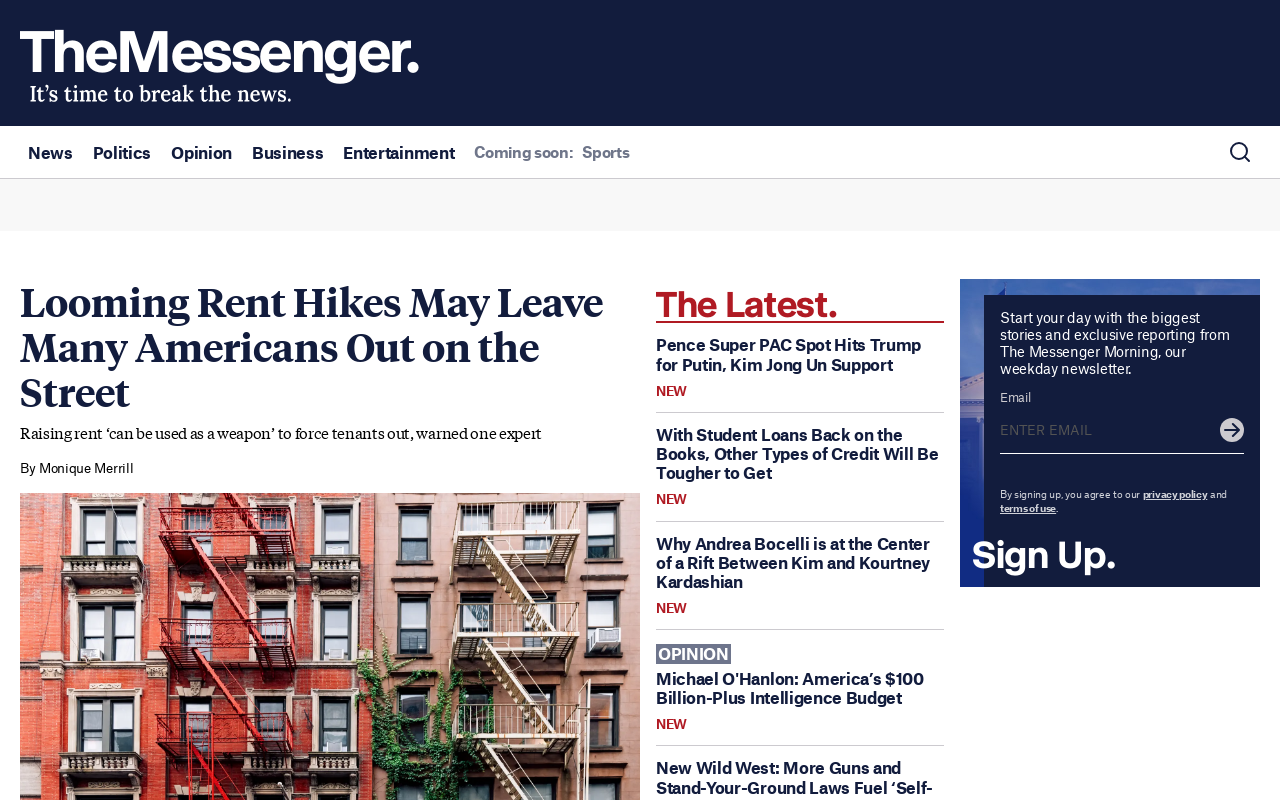 TheMessenger.
It's time to break the news.
News Politics Opinion Business Entertainment Coming soon: Sports
Looming Rent Hikes May Leave
Many Americans Out on the
Street
Raising rent ‘can be used as a weapon’ to force tenants out, warned one expert
By Monique Merrill
The Latest.
Pence Super PAC Spot Hits Trump
for Putin, Kim Jong Un Support
NEW
With Student Loans Back on the
Books, Other Types of Credit Will Be
Tougher to Get
NEW
Why Andrea Bocelli is at the Center
of a Rift Between Kim and Kourtney
Kardashian
NEW
OPINION
Michael O'Hanlon: America’s $100
Billion-Plus Intelligence Budget
NEW
New Wild West: More Guns and
Stand-Your-Ground Laws Fuel ‘Self-
Start your day with the biggest
stories and exclusive reporting from
The Messenger Morning, our
weekday newsletter.
Email
ENTER EMAIL
By signing up, you agree to our privacy policy and
terms of use.
Sign Up.